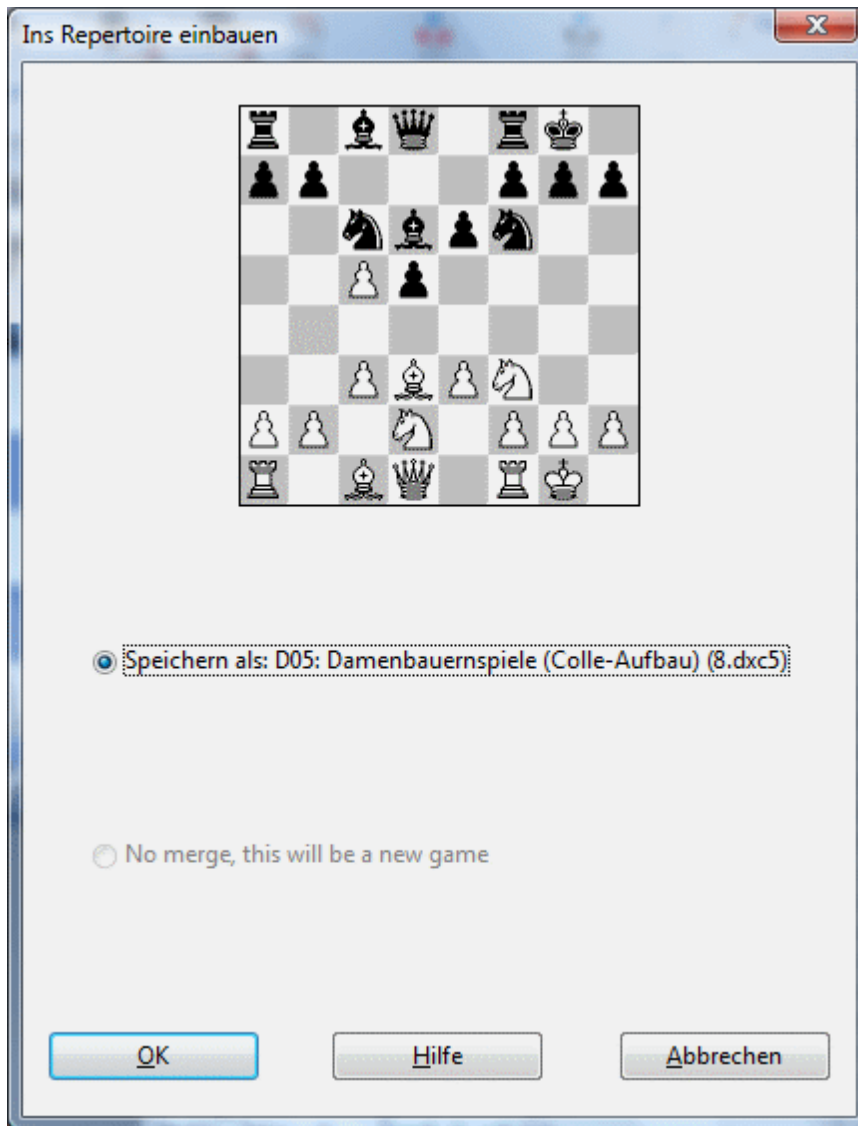 Ins Repertoire einbauen
Speichern als: D05: Damenbauernspiele (Colle-Aufbau) (8.dxc5)
No merge, this will be a new game
OK
Hilfe
Abbrechen